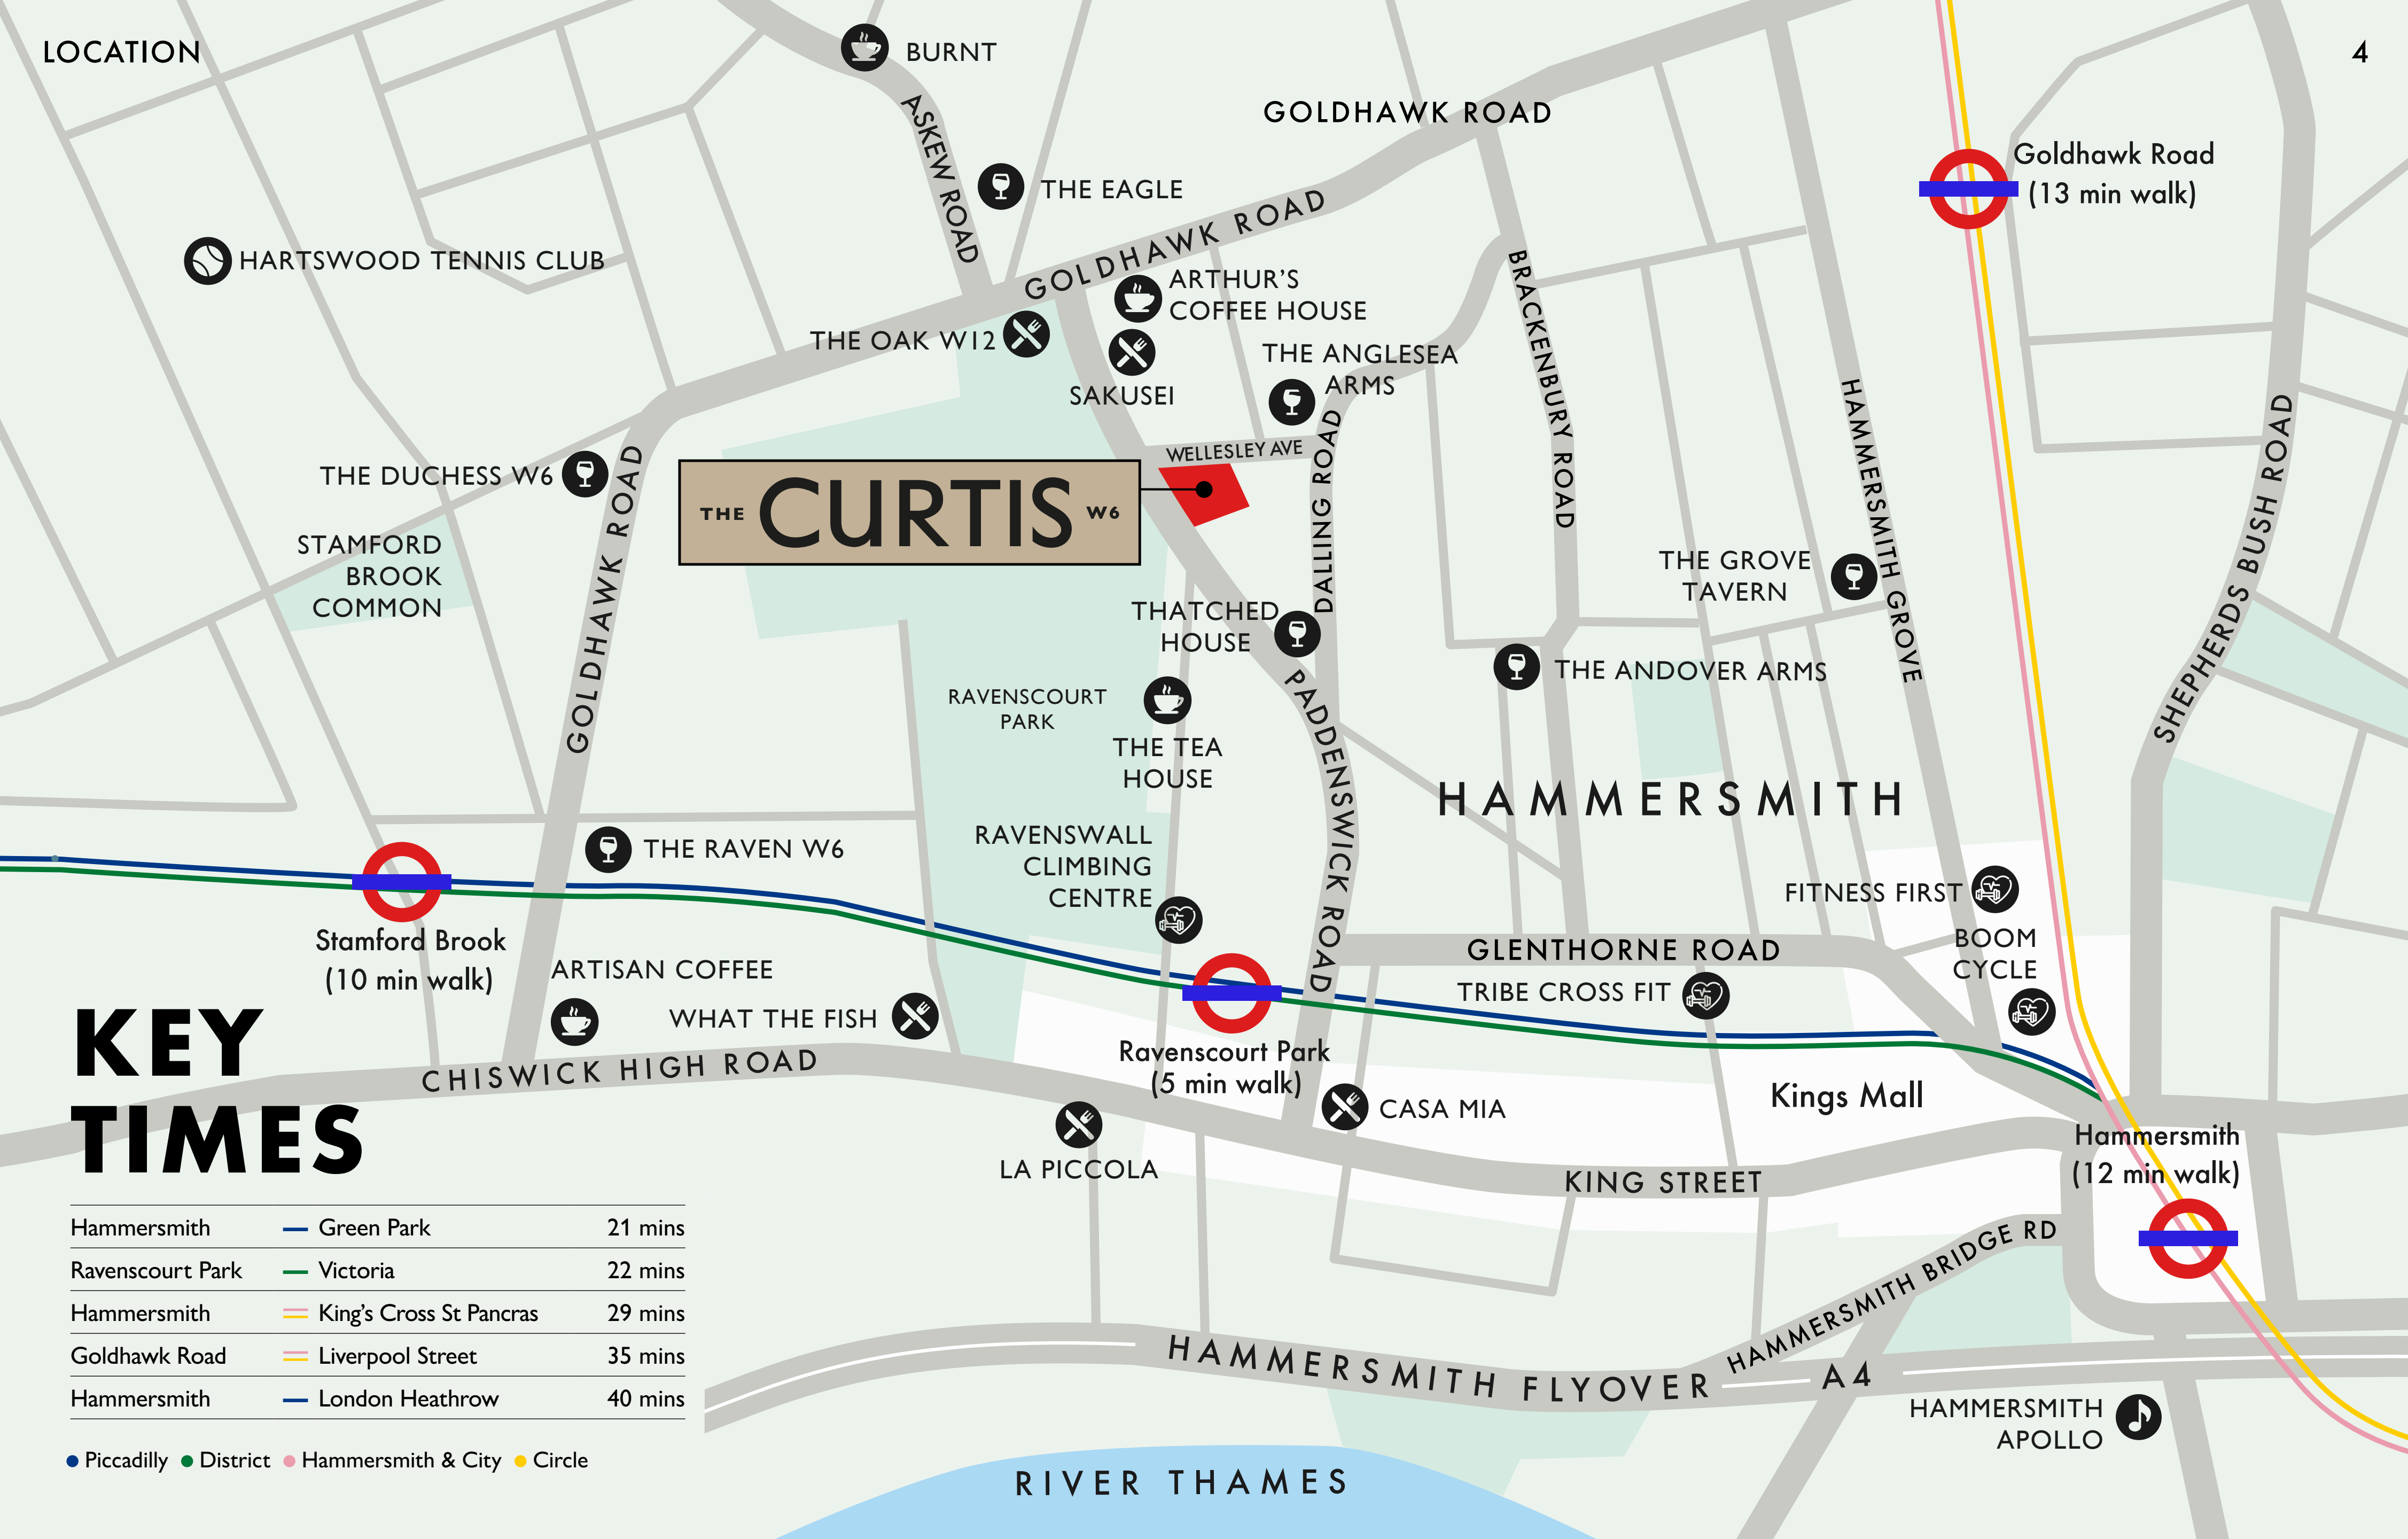 LOCATION
4
BURNT
ASKEW ROAD
GOLDHAWK ROAD
THE EAGLE
Goldhawk Road
(13 min walk)
HARTSWOOD TENNIS CLUB
GOLDHAWK ROAD
ARTHUR'S
COFFEE HOUSE
THE OAK W12
SAKUSEI
THE ANGLESEA
ARMS
BRACKENBURY ROAD
HAMMERSMITH GROVE
SHEPHERDS BUSH ROAD
WELLESLEY AVE
DALLING ROAD
THE DUCHESS W6
GOLDHAWK ROAD
THE CURTIS W6
STAMFORD
BROOK
COMMON
THE GROVE
TAVERN
THATCHED
HOUSE
THE ANDOVER ARMS
RAVENSCOURT
PARK
PADDENSWICK ROAD
THE TEA
HOUSE
HAMMERSMITH
THE RAVEN W6
RAVENSWALL
CLIMBING
CENTRE
FITNESS FIRST
BOOM
CYCLE
GLENTHORNE ROAD
TRIBE CROSS FIT
Stamford Brook
(10 min walk)
ARTISAN COFFEE
WHAT THE FISH
CHISWICK HIGH ROAD
Ravenscourt Park
(5 min walk)
CASA MIA
Kings Mall
LA PICCOLA
KING STREET
Hammersmith
(12 min walk)
HAMMERSMITH BRIDGE RD
HAMMERSMITH FLYOVER
A4
HAMMERSMITH
APOLLO
RIVER THAMES
KEY
TIMES
Hammersmith Green Park 21 mins
Ravenscourt Park Victoria 22 mins
Hammersmith King's Cross St Pancras 29 mins
Goldhawk Road Liverpool Street 35 mins
Hammersmith London Heathrow 40 mins
Piccadilly District Hammersmith & City Circle